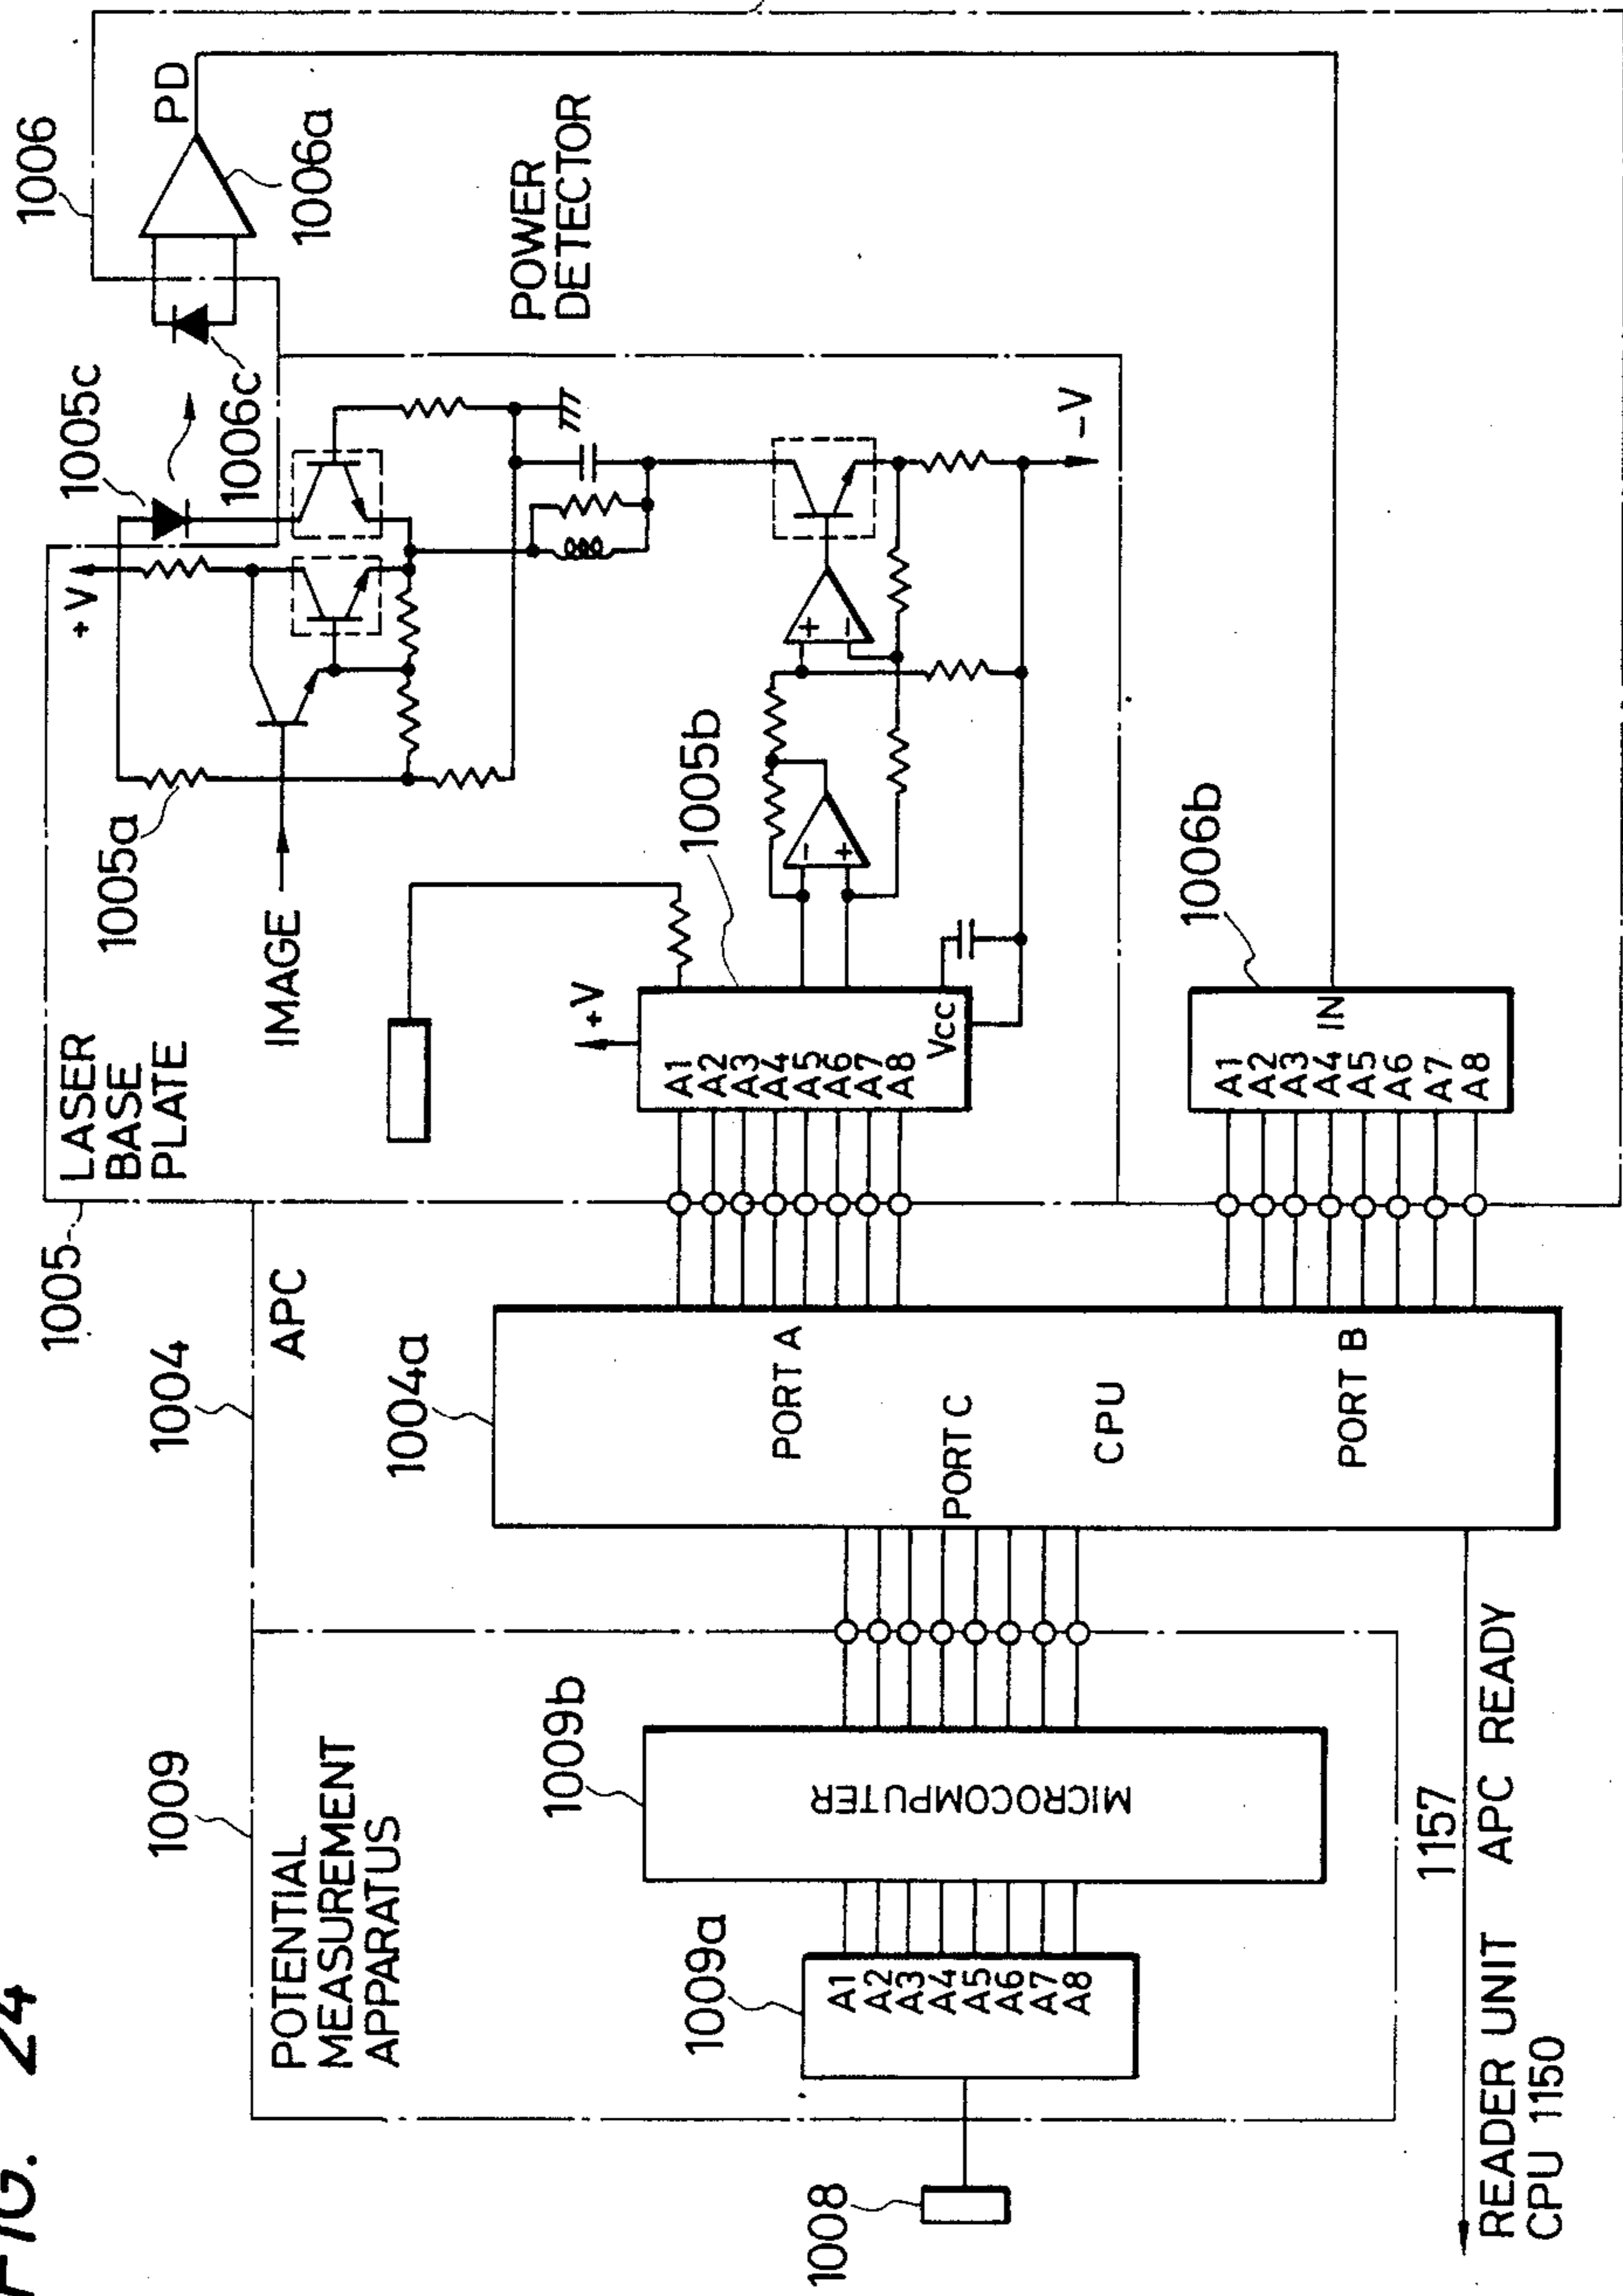 FIG. 24
1009
POTENTIAL
MEASUREMENT
APPARATUS
1008
1009a
A1
A2
A3
A4
A5
A6
A7
A8
1009b
MICROCOMPUTER
1157
READER UNIT APC READY
CPU 1150
1004
APC
1004a
PORT A
PORT C
CPU
PORT B
1005
LASER
BASE
PLATE
IMAGE
1005a
+V
1005c
1006c
+V
1005b
A1
A2
A3
A4
A5
A6
A7
A8
Vcc
− +
+ −
−V
1006
PD
1006a
POWER
DETECTOR
1006b
A1
A2
A3
A4
A5
A6
A7
A8
IN